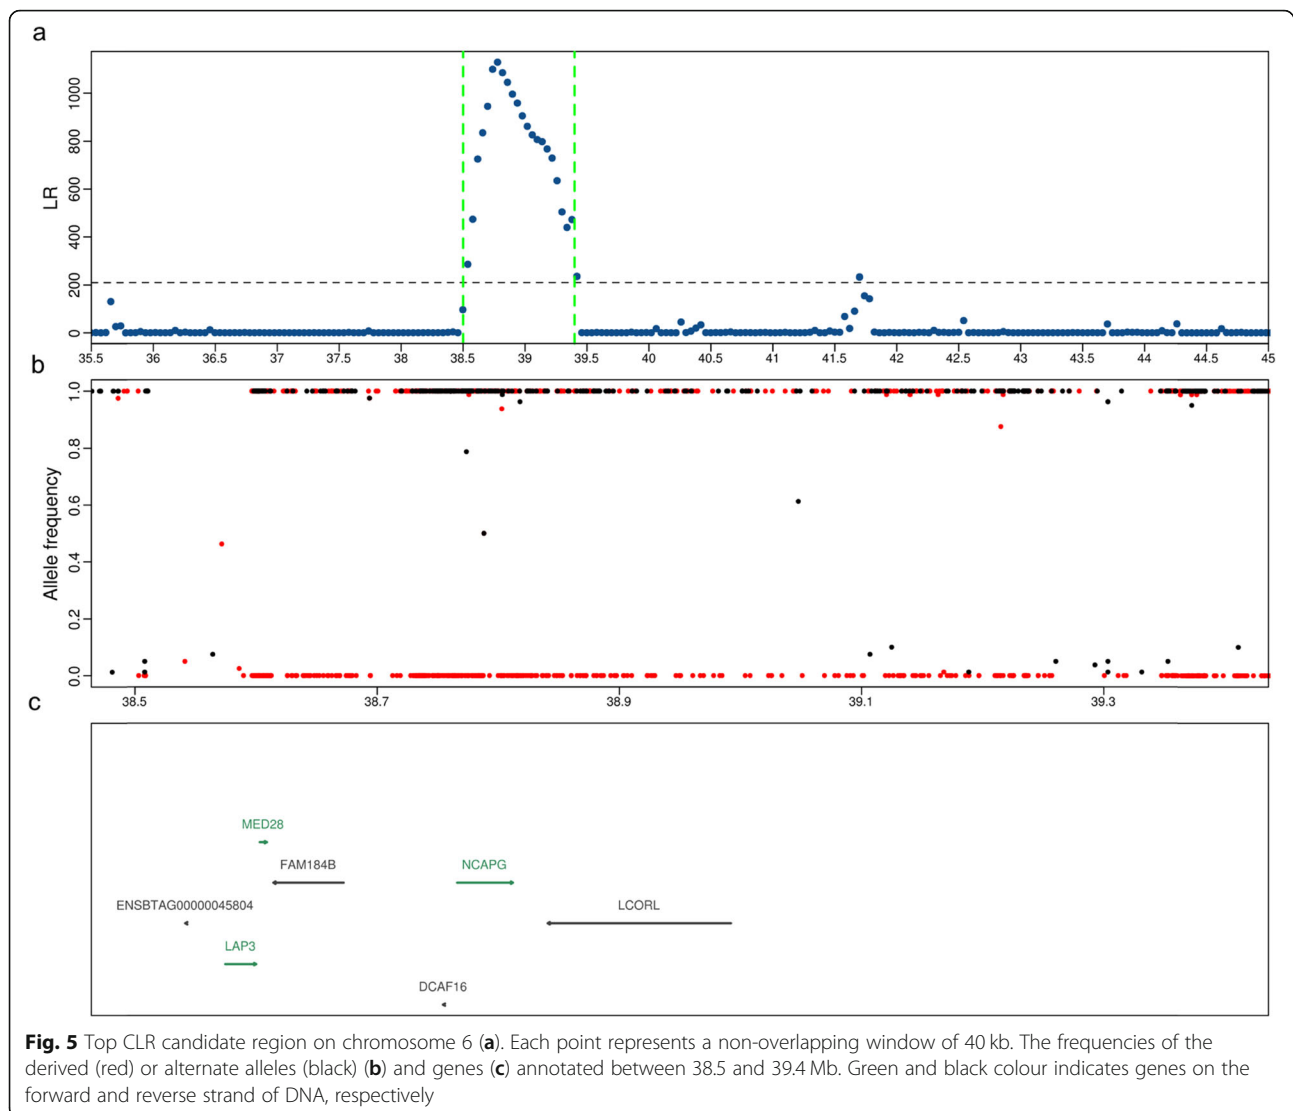 a
LR
0
200
400
600
800
1000
35.5 36 36.5 37 37.5 38 38.5 39 39.5 40 40.5 41 41.5 42 42.5 43 43.5 44 44.5 45
b
Allele frequency
0.0
0.2
0.4
0.6
0.8
1.0
38.5 38.7 38.9 39.1 39.3
c
MED28
FAM184B NCAPG
ENSBTAG00000045804 LCORL
LAP3
DCAF16
Fig. 5 Top CLR candidate region on chromosome 6 (a). Each point represents a non-overlapping window of 40 kb. The frequencies of the
derived (red) or alternate alleles (black) (b) and genes (c) annotated between 38.5 and 39.4 Mb. Green and black colour indicates genes on the
forward and reverse strand of DNA, respectively